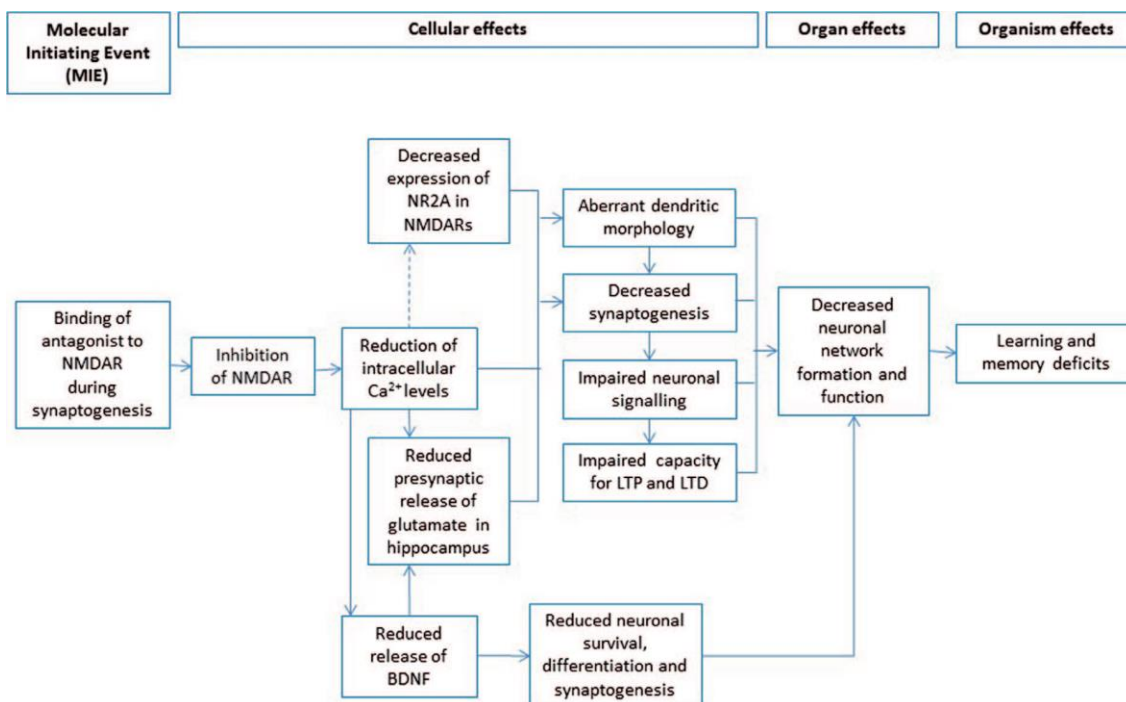 Molecular
Initiating Event
(MIE)
Cellular effects
Organ effects
Organism effects
Decreased
expression of
NR2A in
NMDARs
Aberrant dendritic
morphology
Decreased
synaptogenesis
Binding of
antagonist to
NMDAR
during
synaptogenesis
Inhibition
of NMDAR
Reduction of
intracellular
Ca²⁺ levels
Impaired neuronal
signalling
Decreased
neuronal
network
formation and
function
Learning and
memory deficits
Reduced
presynaptic
release of
glutamate in
hippocampus
Impaired capacity
for LTP and LTD
Reduced
release of
BDNF
Reduced neuronal
survival,
differentiation and
synaptogenesis